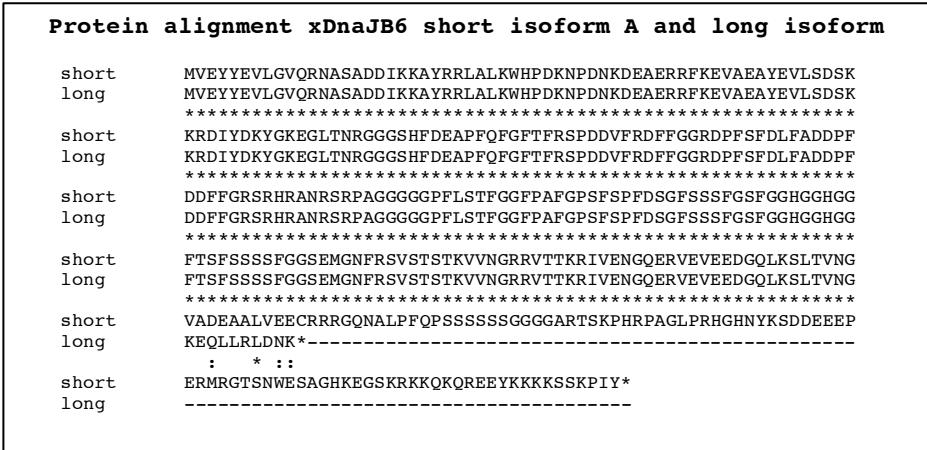 Protein alignment xDnaJB6 short isoform A and long isoform
short MVEYYEVLGVQRNASADDIKKAYRRLALKWHPDKNPDNKDEAERRFKEVAEAYEVLSDSK
long MVEYYEVLGVQRNASADDIKKAYRRLALKWHPDKNPDNKDEAERRFKEVAEAYEVLSDSK
************************************************************
short KRDIYDKYGKEGLTNRGGGSHFDEAPFQFGFTFRSPDDVFRDFFGGRDPFSFDLFADDPF
long KRDIYDKYGKEGLTNRGGGSHFDEAPFQFGFTFRSPDDVFRDFFGGRDPFSFDLFADDPF
************************************************************
short DDFFGRSRHRANRSRPAGGGGGPFLSTFGGFPAFGPSFSPFDSGFSSSFGSFGGHGGHGG
long DDFFGRSRHRANRSRPAGGGGGPFLSTFGGFPAFGPSFSPFDSGFSSSFGSFGGHGGHGG
************************************************************
short FTSFSSSSFGGSEMGNFRSVSTSTKVVNGRRVTTKRIVENGQERVEVEEDGQLKSLTVNG
long FTSFSSSSFGGSEMGNFRSVSTSTKVVNGRRVTTKRIVENGQERVEVEEDGQLKSLTVNG
************************************************************
short VADEAALVEECRRRGQNALPFQPSSSSSSGGGGARTSKPHRPAGLPRHGHNYKSDDEEEP
long KEQLLRLDNK*-------------------------------------------------
: * ::
short ERMRGTSNWESAGHKEGSKRKKQKQREEYKKKKSSKPIY*
long ----------------------------------------